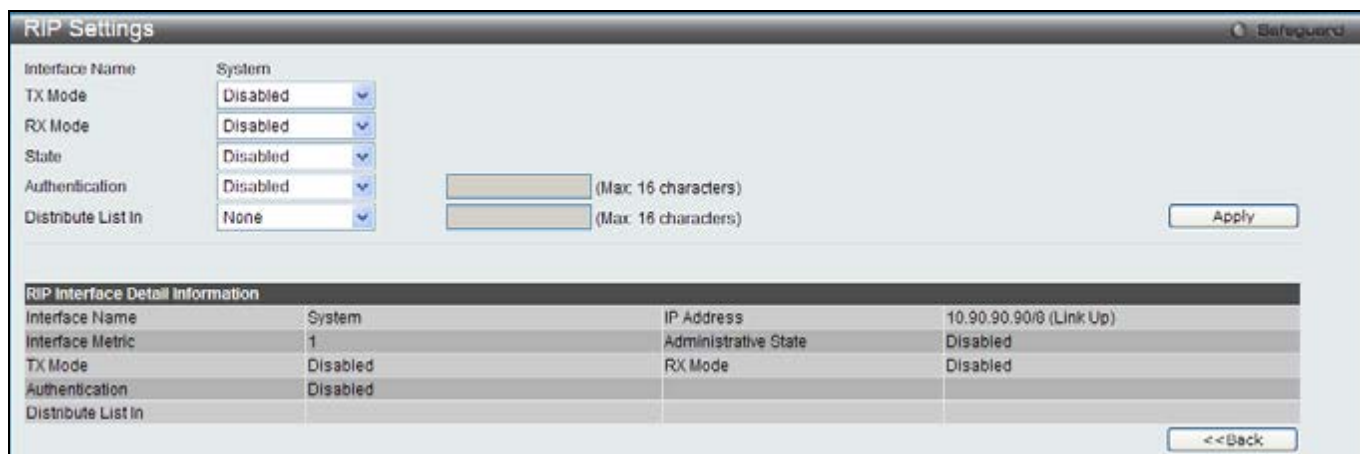 RIP Settings
Safeguard
Interface Name System
TX Mode Disabled
RX Mode Disabled
State Disabled
Authentication Disabled (Max: 16 characters)
Distribute List In None (Max: 16 characters)
Apply
RIP Interface Detail Information
Interface Name System IP Address 10.90.90.90/8 (Link Up)
Interface Metric 1 Administrative State Disabled
TX Mode Disabled RX Mode Disabled
Authentication Disabled
Distribute List In
<<Back